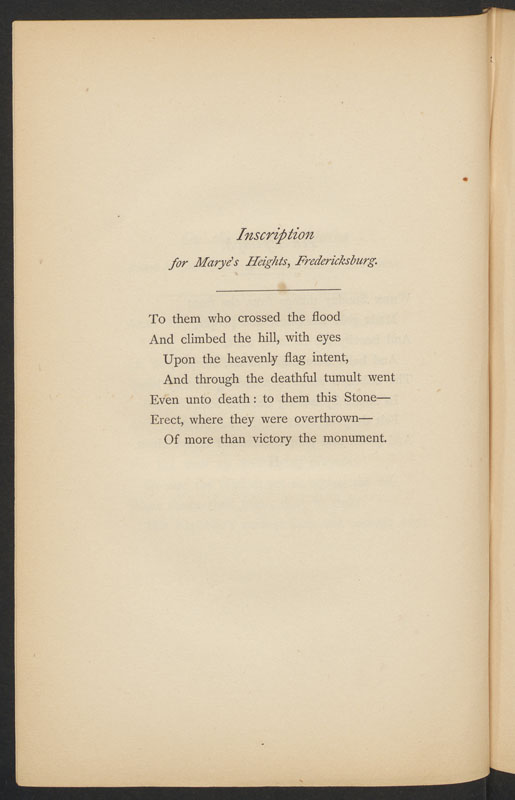 Inscription
for Marye's Heights, Fredericksburg.
To them who crossed the flood
And climbed the hill, with eyes
Upon the heavenly flag intent,
And through the deathful tumult went
Even unto death: to them this Stone—
Erect, where they were overthrown—
Of more than victory the monument.